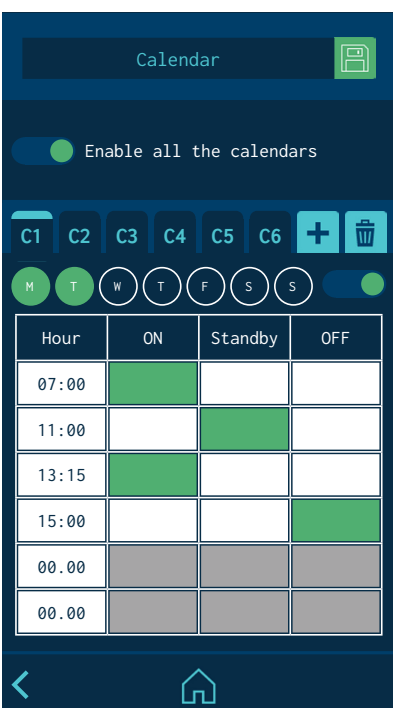 Calendar
Enable all the calendars
C1 C2 C3 C4 C5 C6 +
M T W T F S S
Hour ON Standby OFF
07:00
11:00
13:15
15:00
00.00
00.00